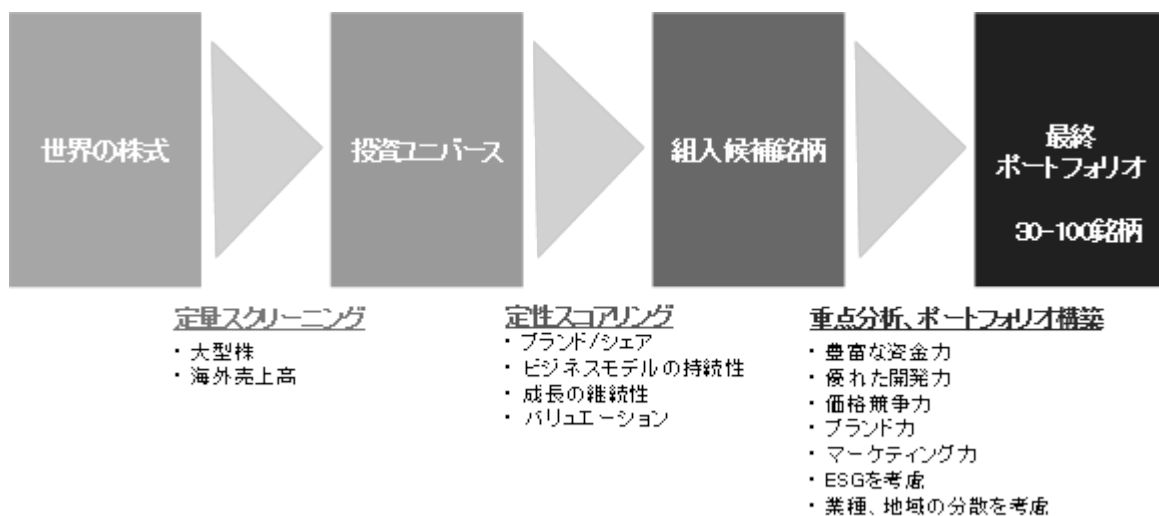 世界の株式
投資ユニバース
組入候補銘柄
最終
ポートフォリオ
30-100銘柄
定量スクリーニング
・大型株
・海外売上高
定性スコアリング
・ブランド/シェア
・ビジネスモデルの持続性
・成長の継続性
・バリュエーション
重点分析、ポートフォリオ構築
・豊富な資金力
・優れた開発力
・価格競争力
・ブランド力
・マーケティング力
・ESGを考慮
・業種、地域の分散を考慮